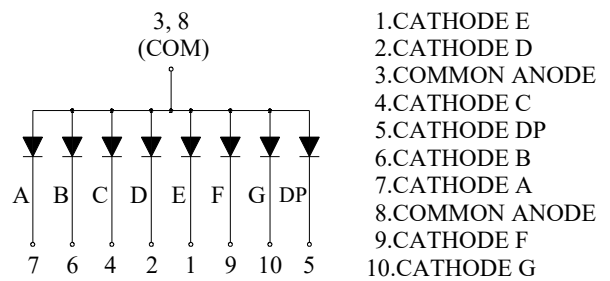 3, 8
(COM)
A B C D E F G DP
7 6 4 2 1 9 10 5
1.CATHODE E
2.CATHODE D
3.COMMON ANODE
4.CATHODE C
5.CATHODE DP
6.CATHODE B
7.CATHODE A
8.COMMON ANODE
9.CATHODE F
10.CATHODE G